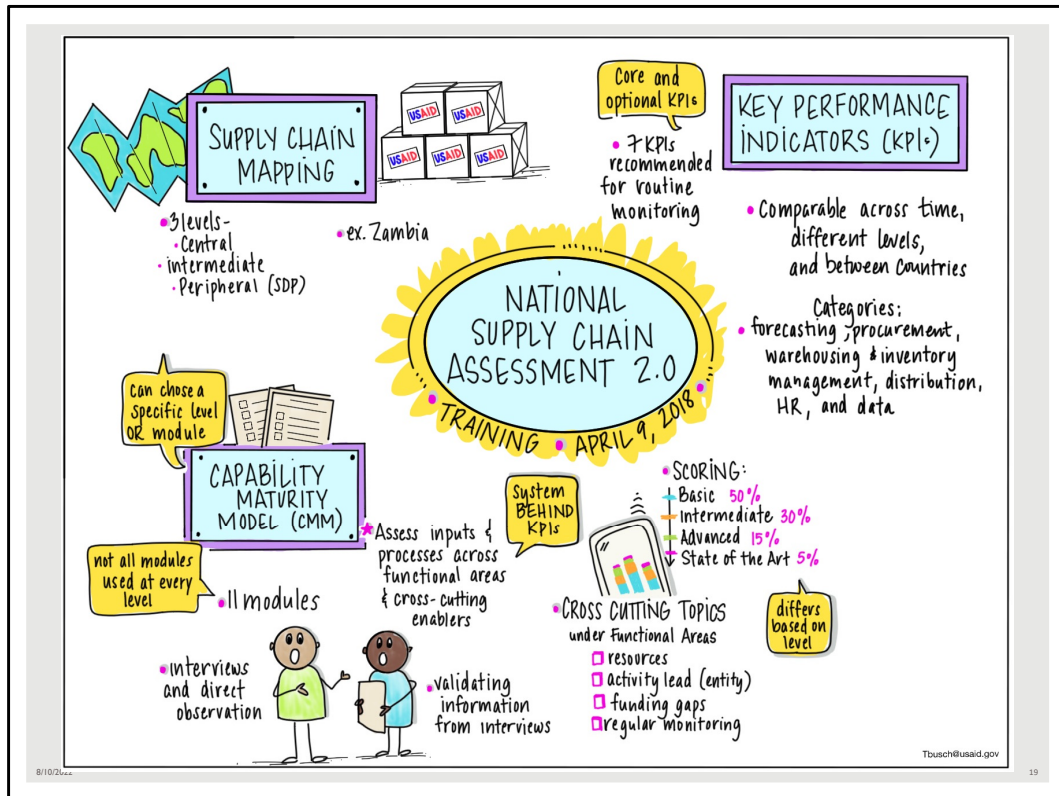 SUPPLY CHAIN
MAPPING
USAID
USAID
USAID
USAID
USAID
• 3 levels-
• Central
• intermediate
• Peripheral (SDP)
• ex. Zambia
Core and
optional KPIs
• 7 KPIs
recommended
for routine
monitoring
KEY PERFORMANCE
INDICATORS (KPIs)
• Comparable across time,
different levels,
and between Countries
Categories:
• forecasting, procurement,
warehousing & inventory
management, distribution,
HR, and data
NATIONAL
SUPPLY CHAIN
ASSESSMENT 2.0
• TRAINING • APRIL 9, 2018 •
can chose a
specific level
OR module
CAPABILITY
MATURITY
MODEL (CMM)
not all modules
used at every
level
• 11 modules
Assess inputs &
processes across
functional areas
& cross-cutting
enablers
System
BEHIND
KPIs
• interviews
and direct
observation
• validating
information
from interviews
• SCORING:
Basic 50%
Intermediate 30%
Advanced 15%
State of the Art 5%
differs
based on
level
• CROSS CUTTING TOPICS
under Functional Areas
resources
activity lead (entity)
funding gaps
regular monitoring
Tbusch@usaid.gov
8/10/2022
19